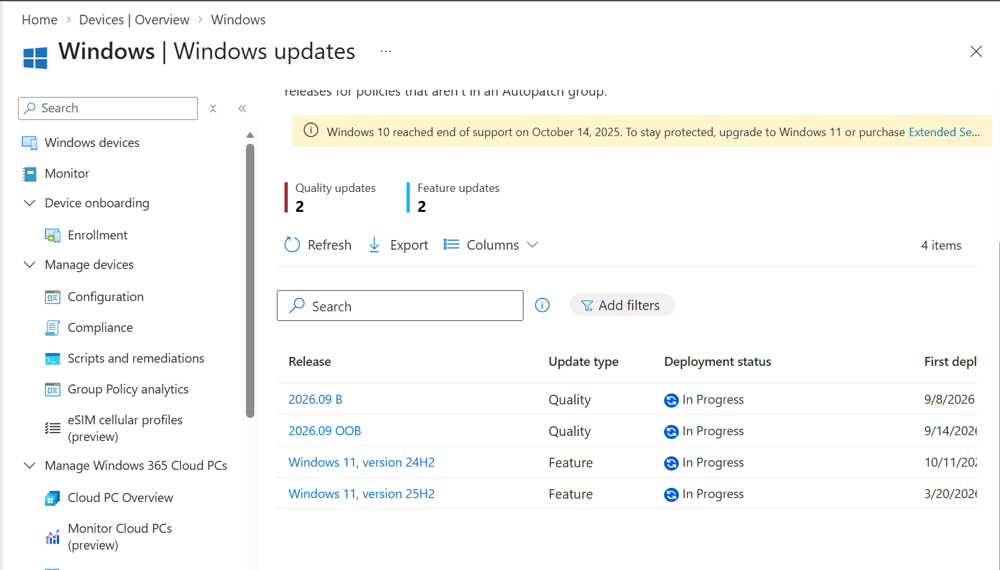 Home > Devices | Overview > Windows
Windows | Windows updates ...
Search
Windows devices
Monitor
Device onboarding
Enrollment
Manage devices
Configuration
Compliance
Scripts and remediations
Group Policy analytics
eSIM cellular profiles
(preview)
Manage Windows 365 Cloud PCs
Cloud PC Overview
Monitor Cloud PCs
(preview)
releases for policies that aren't in an Autopatch group.
Windows 10 reached end of support on October 14, 2025. To stay protected, upgrade to Windows 11 or purchase Extended Se...
Quality updates
2
Feature updates
2
Refresh Export Columns 4 items
Search Add filters
Release Update type Deployment status First depl
2026.09 B Quality In Progress 9/8/2026
2026.09 OOB Quality In Progress 9/14/2026
Windows 11, version 24H2 Feature In Progress 10/11/202
Windows 11, version 25H2 Feature In Progress 3/20/2026